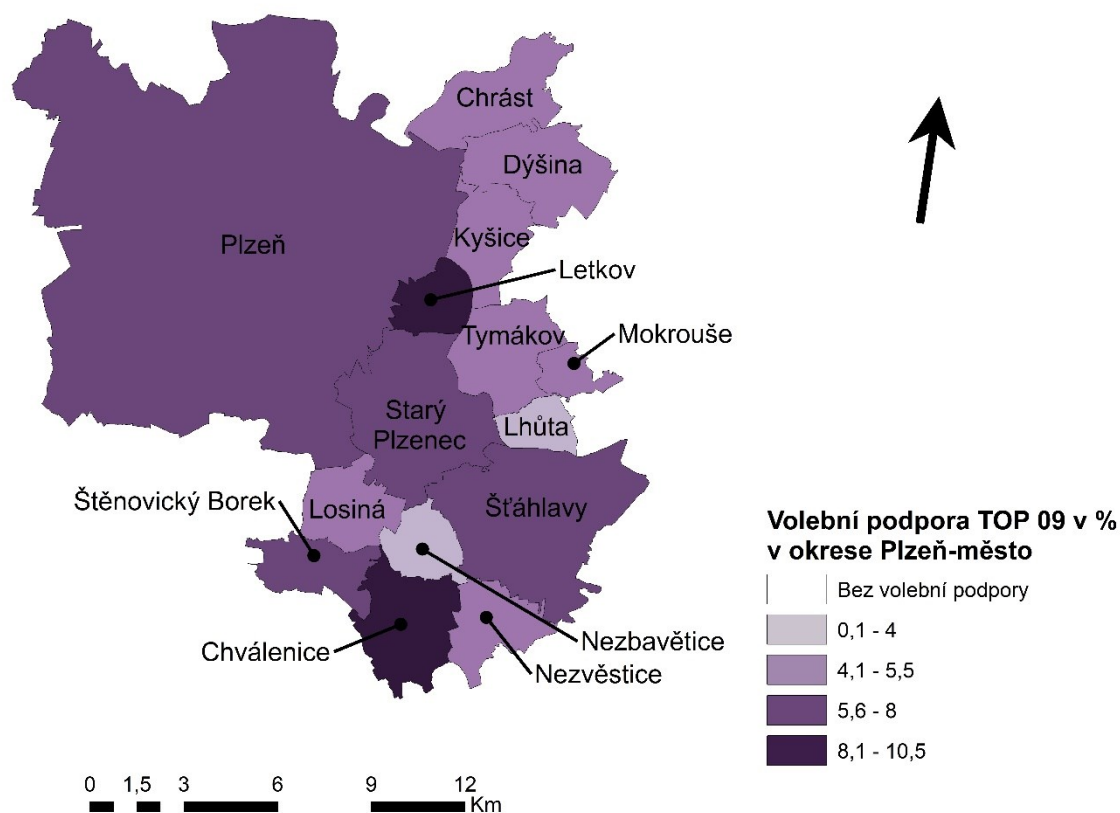 Chrást
Dýšina
Plzeň
Kyšice
Letkov
Tymákov
Mokrouše
Starý
Plzenec
Lhůta
Štěnovický Borek
Losiná
Šťáhlavy
Chválenice
Nezbavětice
Nezvěstice
Volební podpora TOP 09 v %
v okrese Plzeň-město
Bez volební podpory
0,1 - 4
4,1 - 5,5
5,6 - 8
8,1 - 10,5
0 1,5 3 6 9 12
Km